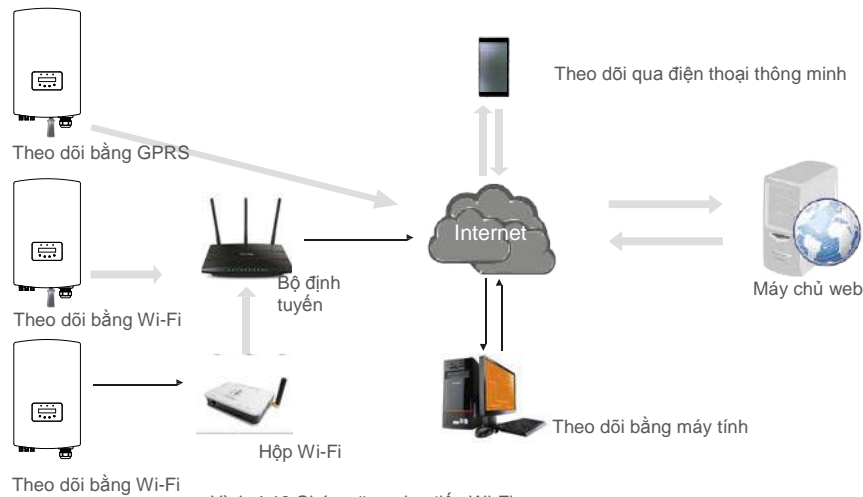 Theo dõi qua điện thoại thông minh
Theo dõi bằng GPRS
Internet
Bộ định
tuyến
Máy chủ web
Theo dõi bằng Wi-Fi
Theo dõi bằng máy tính
Hộp Wi-Fi
Theo dõi bằng Wi-Fi